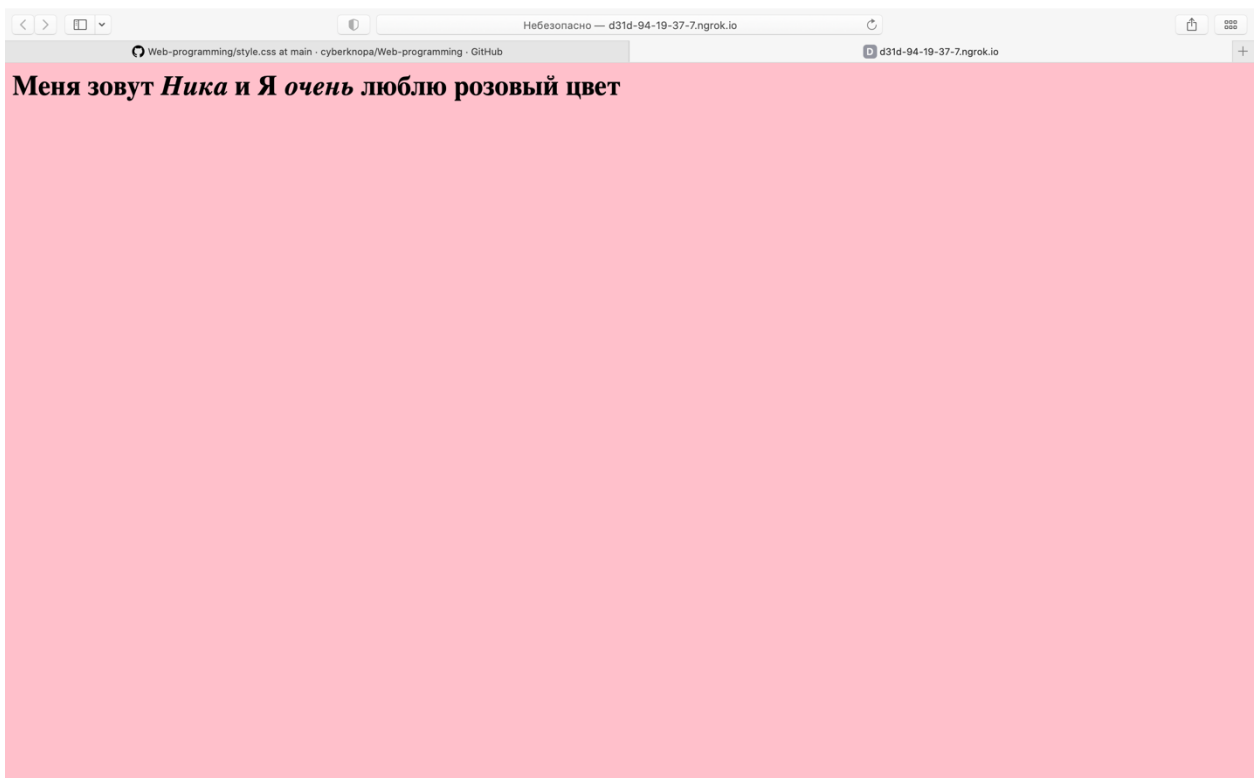 Небезопасно — d31d-94-19-37-7.ngrok.io
Web-programming/style.css at main · cyberknopa/Web-programming · GitHub
D d31d-94-19-37-7.ngrok.io
Меня зовут Ника и Я очень люблю розовый цвет